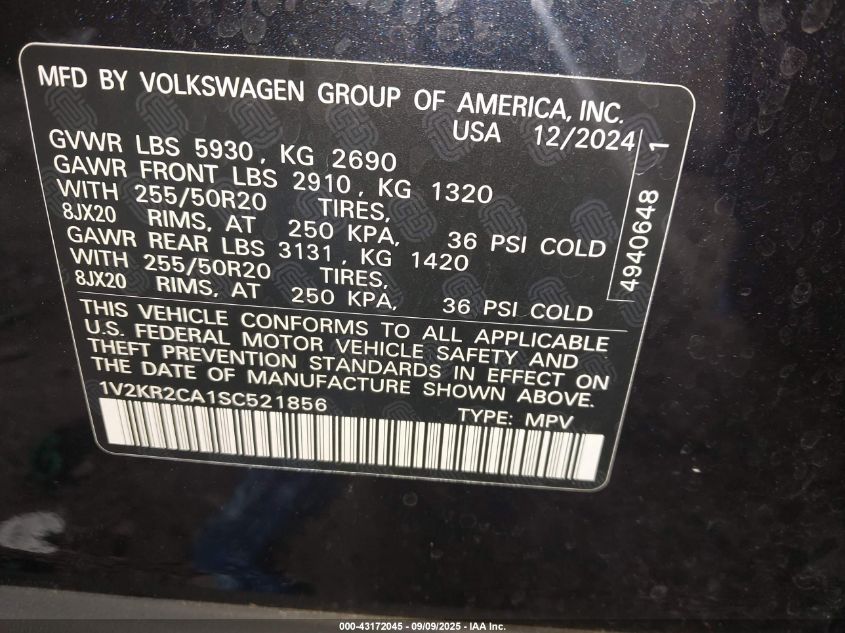 MFD BY VOLKSWAGEN GROUP OF AMERICA, INC.
USA 12/2024
GVWR LBS 5930, KG 2690
GAWR FRONT LBS 2910, KG 1320
WITH 255/50R20 TIRES,
8JX20 RIMS, AT 250 KPA, 36 PSI COLD
GAWR REAR LBS 3131, KG 1420
WITH 255/50R20 TIRES,
8JX20 RIMS, AT 250 KPA, 36 PSI COLD
THIS VEHICLE CONFORMS TO ALL APPLICABLE
U.S. FEDERAL MOTOR VEHICLE SAFETY AND
THEFT PREVENTION STANDARDS IN EFFECT ON
THE DATE OF MANUFACTURE SHOWN ABOVE.
1V2KR2CA1SC521856 TYPE: MPV
4940648 1
000-43172045 - 09/09/2025 - IAA Inc.